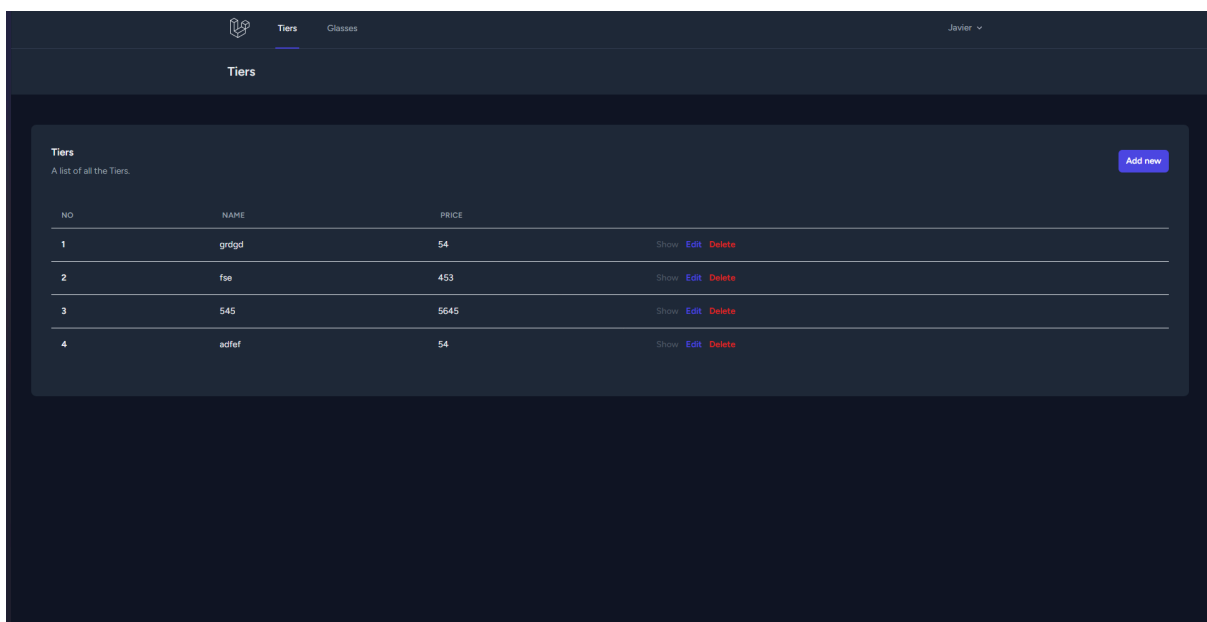 Tiers Glasses Javier
Tiers
Tiers
A list of all the Tiers.
Add new
NO NAME PRICE
1 grdgd 54 Show Edit Delete
2 fse 453 Show Edit Delete
3 545 5645 Show Edit Delete
4 adfef 54 Show Edit Delete